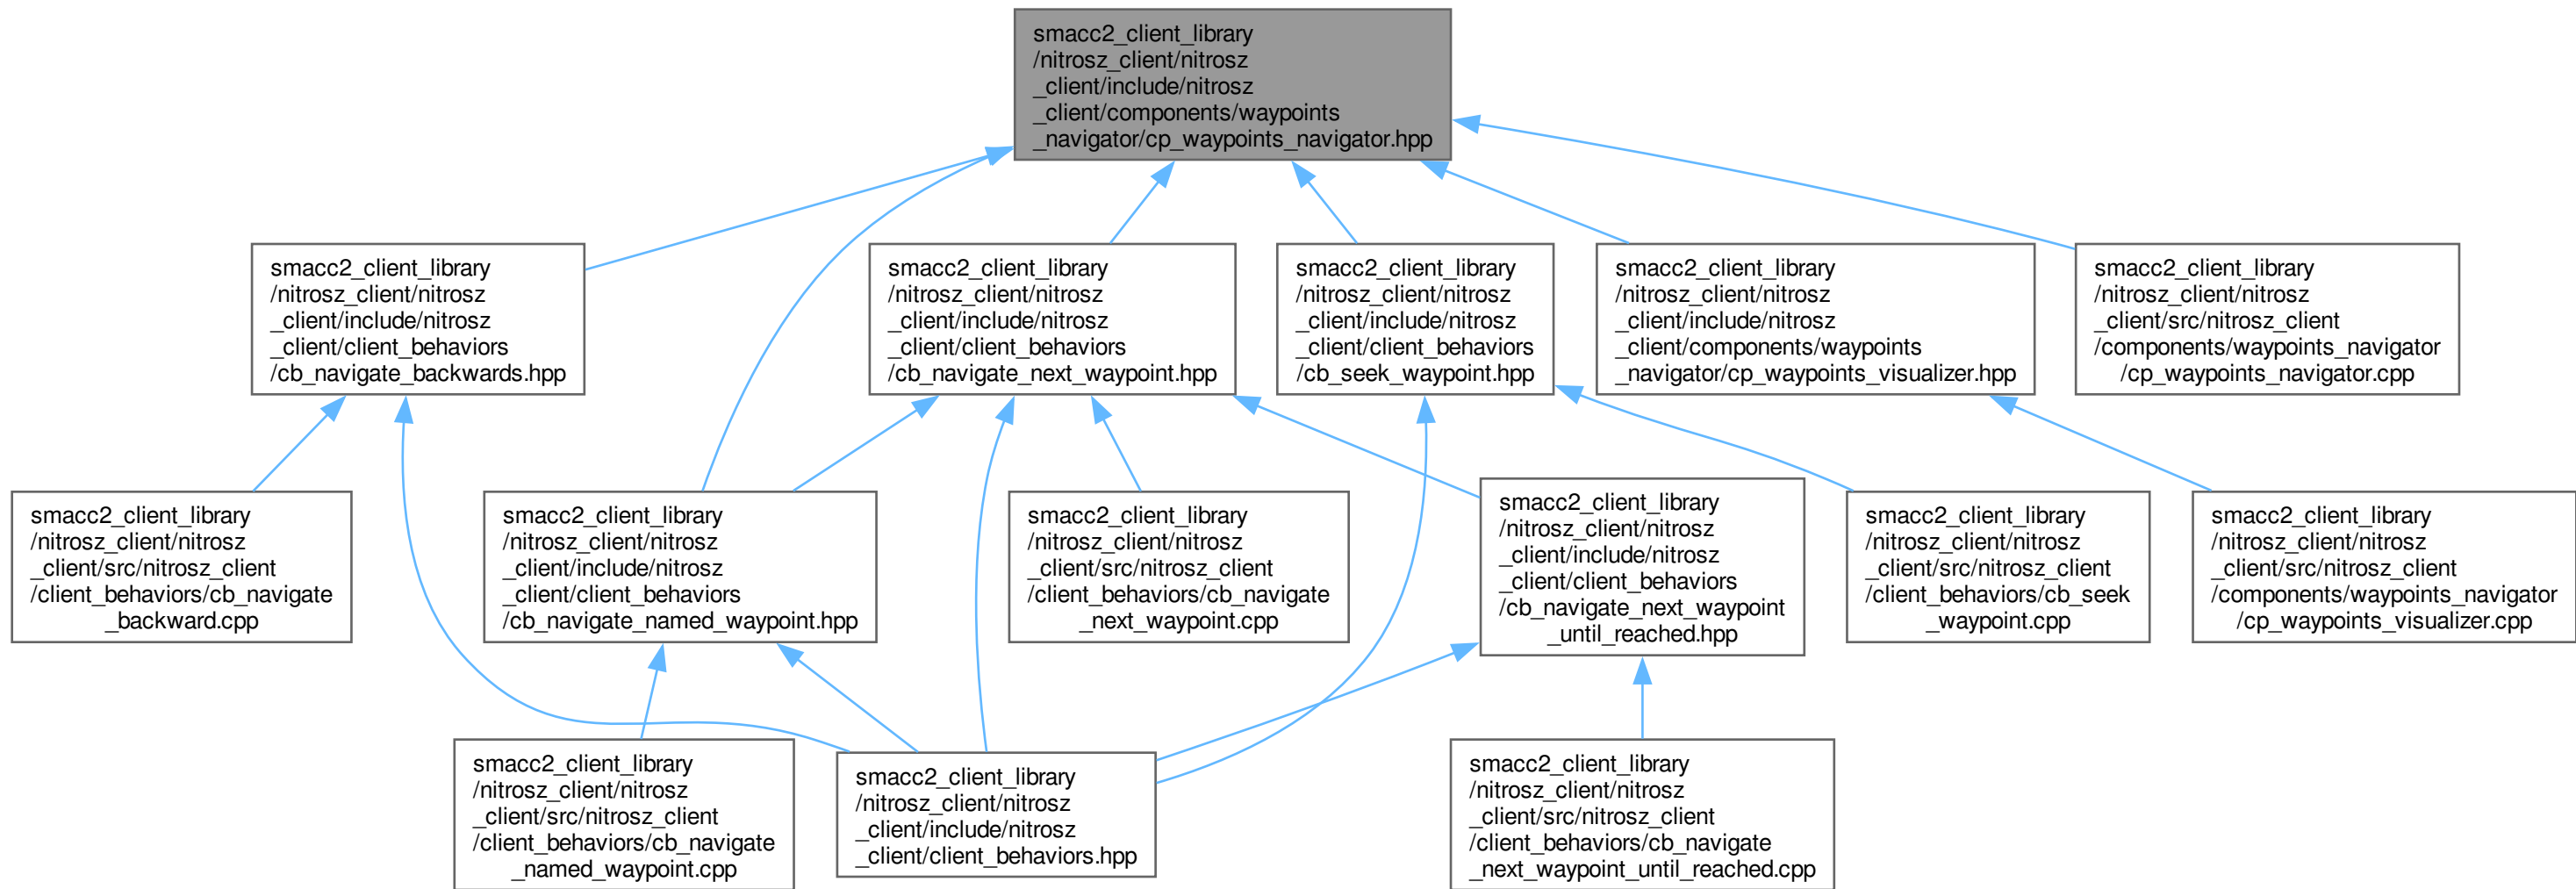 smacc2_client_library
/nitrosz_client/nitrosz
_client/include/nitrosz
_client/components/waypoints
_navigator/cp_waypoints_navigator.hpp
smacc2_client_library
/nitrosz_client/nitrosz
_client/include/nitrosz
_client/client_behaviors
/cb_navigate_backwards.hpp
smacc2_client_library
/nitrosz_client/nitrosz
_client/include/nitrosz
_client/client_behaviors
/cb_navigate_next_waypoint.hpp
smacc2_client_library
/nitrosz_client/nitrosz
_client/include/nitrosz
_client/client_behaviors
/cb_seek_waypoint.hpp
smacc2_client_library
/nitrosz_client/nitrosz
_client/include/nitrosz
_client/components/waypoints
_navigator/cp_waypoints_visualizer.hpp
smacc2_client_library
/nitrosz_client/nitrosz
_client/src/nitrosz_client
/components/waypoints_navigator
/cp_waypoints_navigator.cpp
smacc2_client_library
/nitrosz_client/nitrosz
_client/src/nitrosz_client
/client_behaviors/cb_navigate
_backward.cpp
smacc2_client_library
/nitrosz_client/nitrosz
_client/include/nitrosz
_client/client_behaviors
/cb_navigate_named_waypoint.hpp
smacc2_client_library
/nitrosz_client/nitrosz
_client/src/nitrosz_client
/client_behaviors/cb_navigate
_next_waypoint.cpp
smacc2_client_library
/nitrosz_client/nitrosz
_client/include/nitrosz
_client/client_behaviors
/cb_navigate_next_waypoint
_until_reached.hpp
smacc2_client_library
/nitrosz_client/nitrosz
_client/src/nitrosz_client
/client_behaviors/cb_seek
_waypoint.cpp
smacc2_client_library
/nitrosz_client/nitrosz
_client/src/nitrosz_client
/components/waypoints_navigator
/cp_waypoints_visualizer.cpp
smacc2_client_library
/nitrosz_client/nitrosz
_client/src/nitrosz_client
/client_behaviors/cb_navigate
_named_waypoint.cpp
smacc2_client_library
/nitrosz_client/nitrosz
_client/include/nitrosz
_client/client_behaviors.hpp
smacc2_client_library
/nitrosz_client/nitrosz
_client/src/nitrosz_client
/client_behaviors/cb_navigate
_next_waypoint_until_reached.cpp